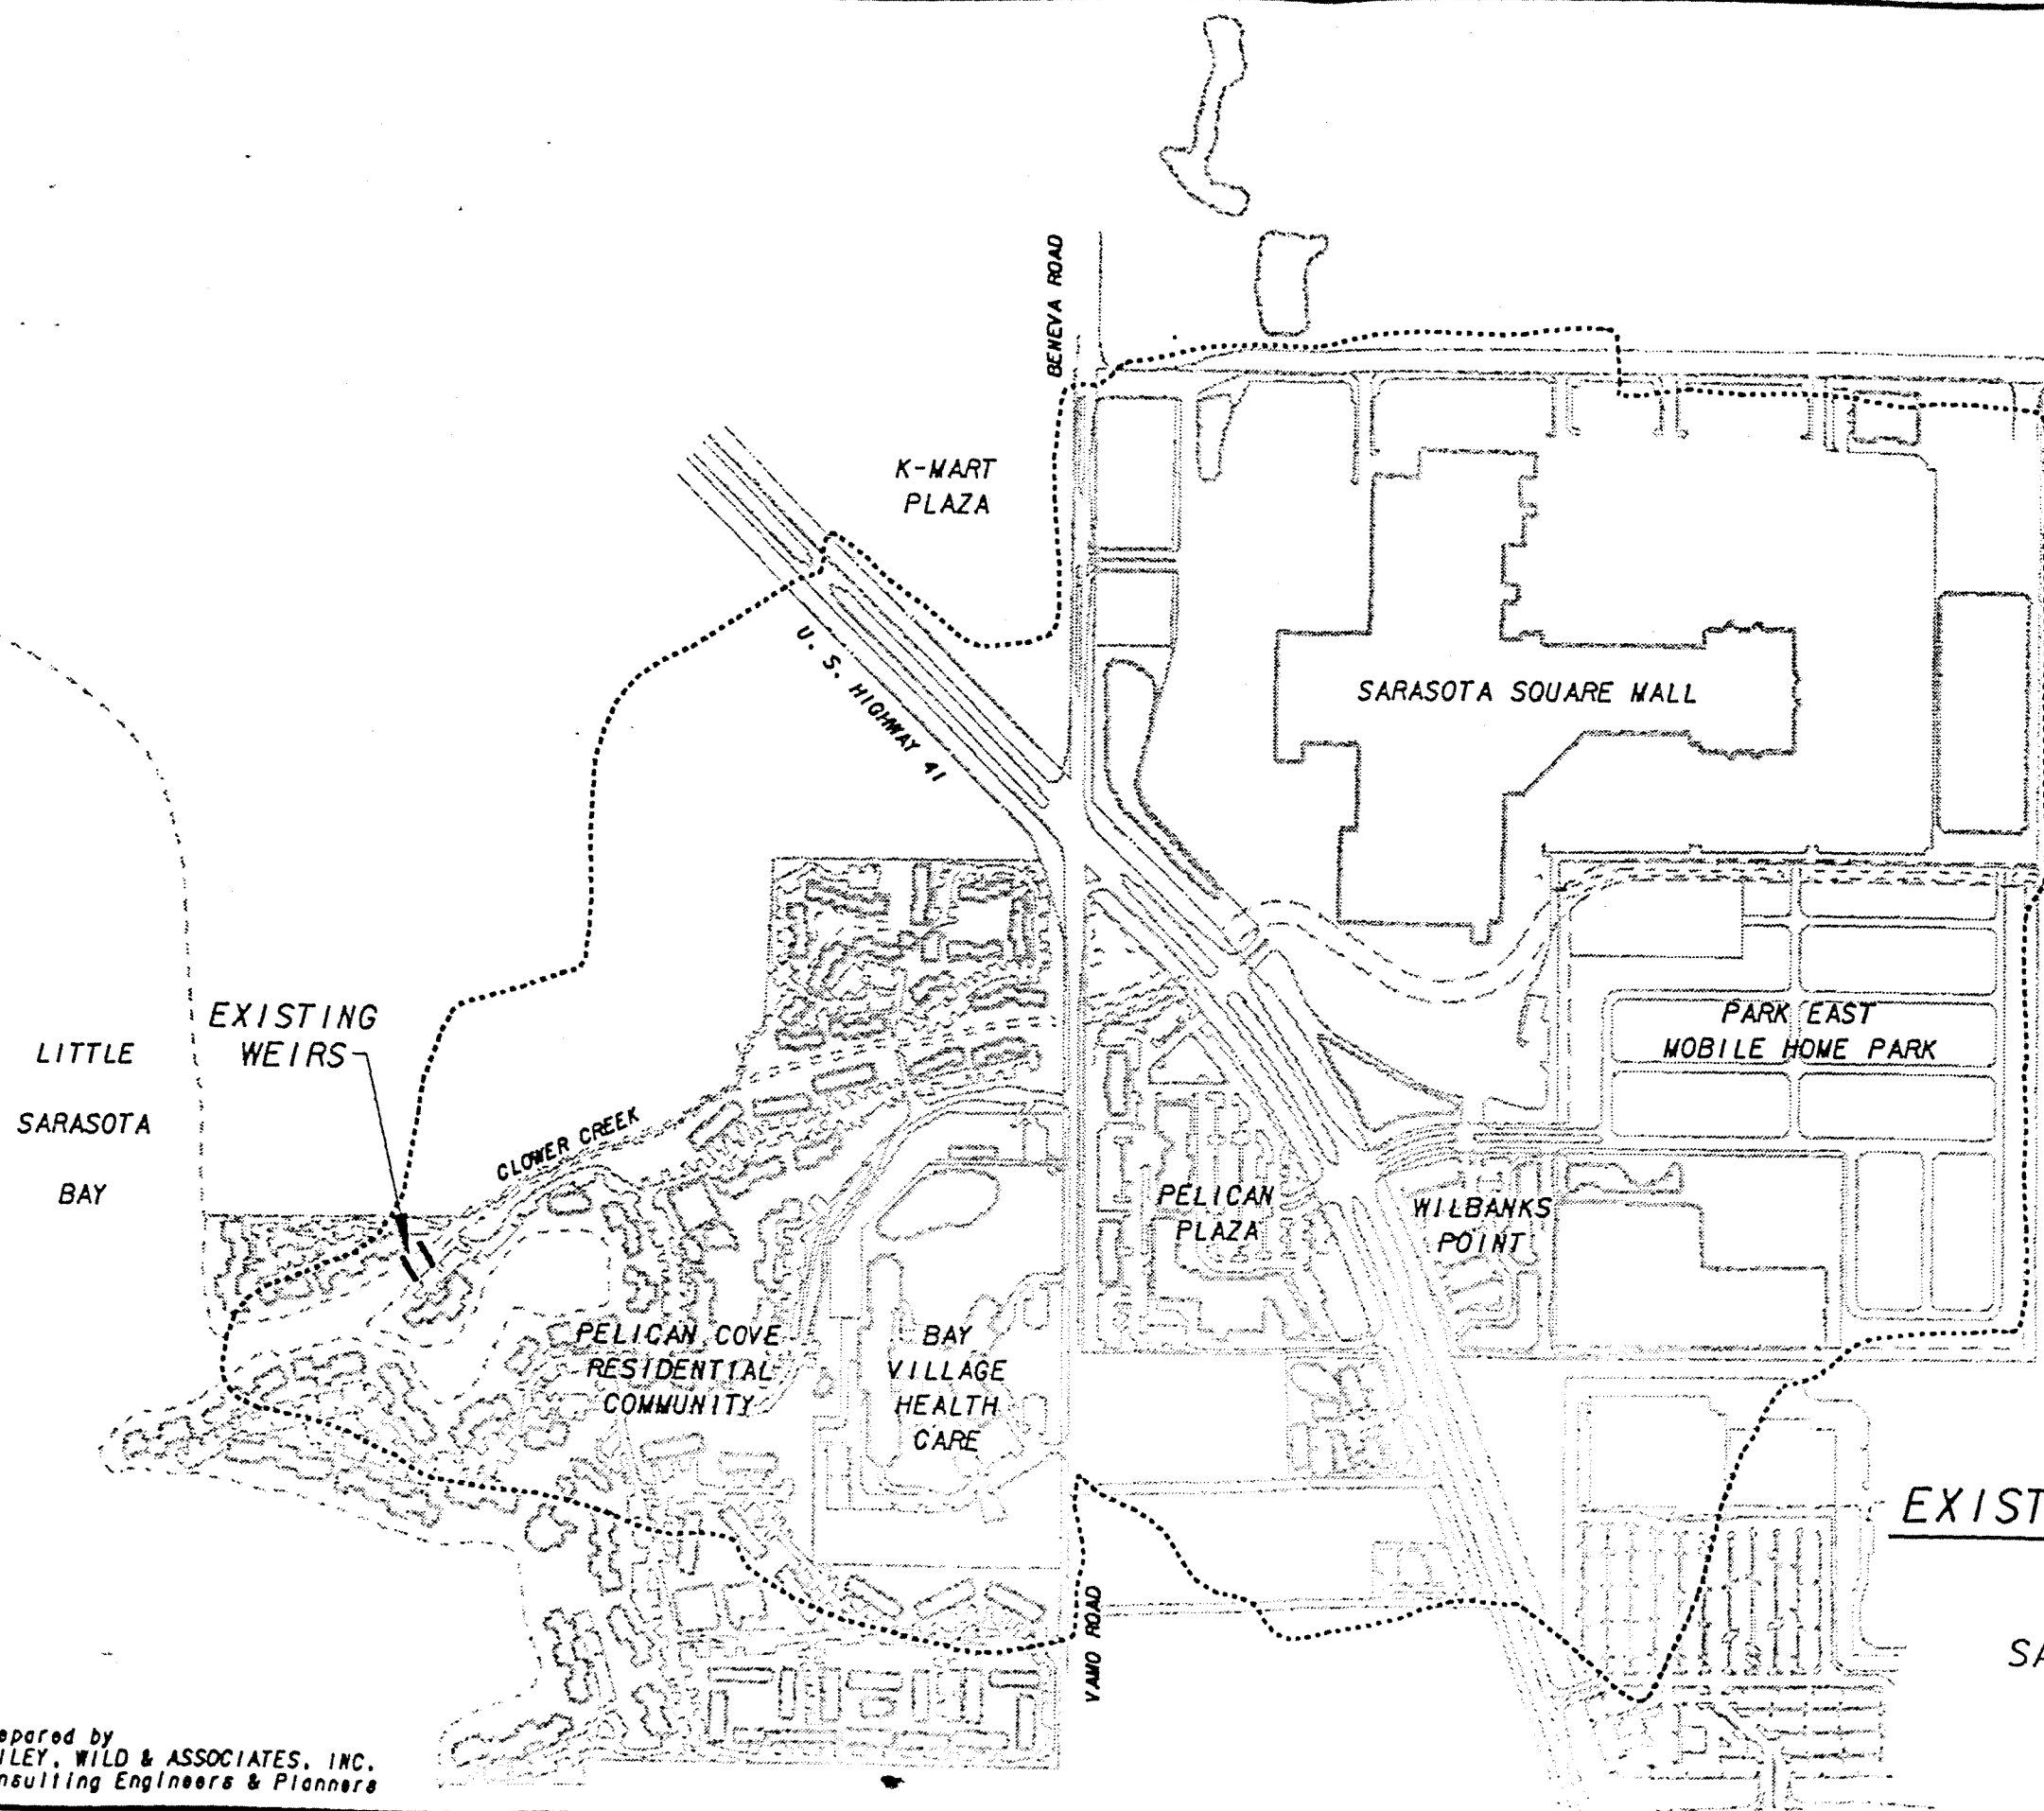 BENEVA ROAD
K-MART
PLAZA
U. S. HIGHWAY 41
SARASOTA SQUARE MALL
EXISTING
WEIRS
LITTLE
SARASOTA
BAY
PARK EAST
MOBILE HOME PARK
CLOWER CREEK
PELICAN
PLAZA
WILBANKS
POINT
PELICAN COVE
RESIDENTIAL
COMMUNITY
BAY
VILLAGE
HEALTH
CARE
EXIST
VAMO ROAD
SA
epared by
ILEY, WILD & ASSOCIATES, INC.
nsulting Engineers & Planners